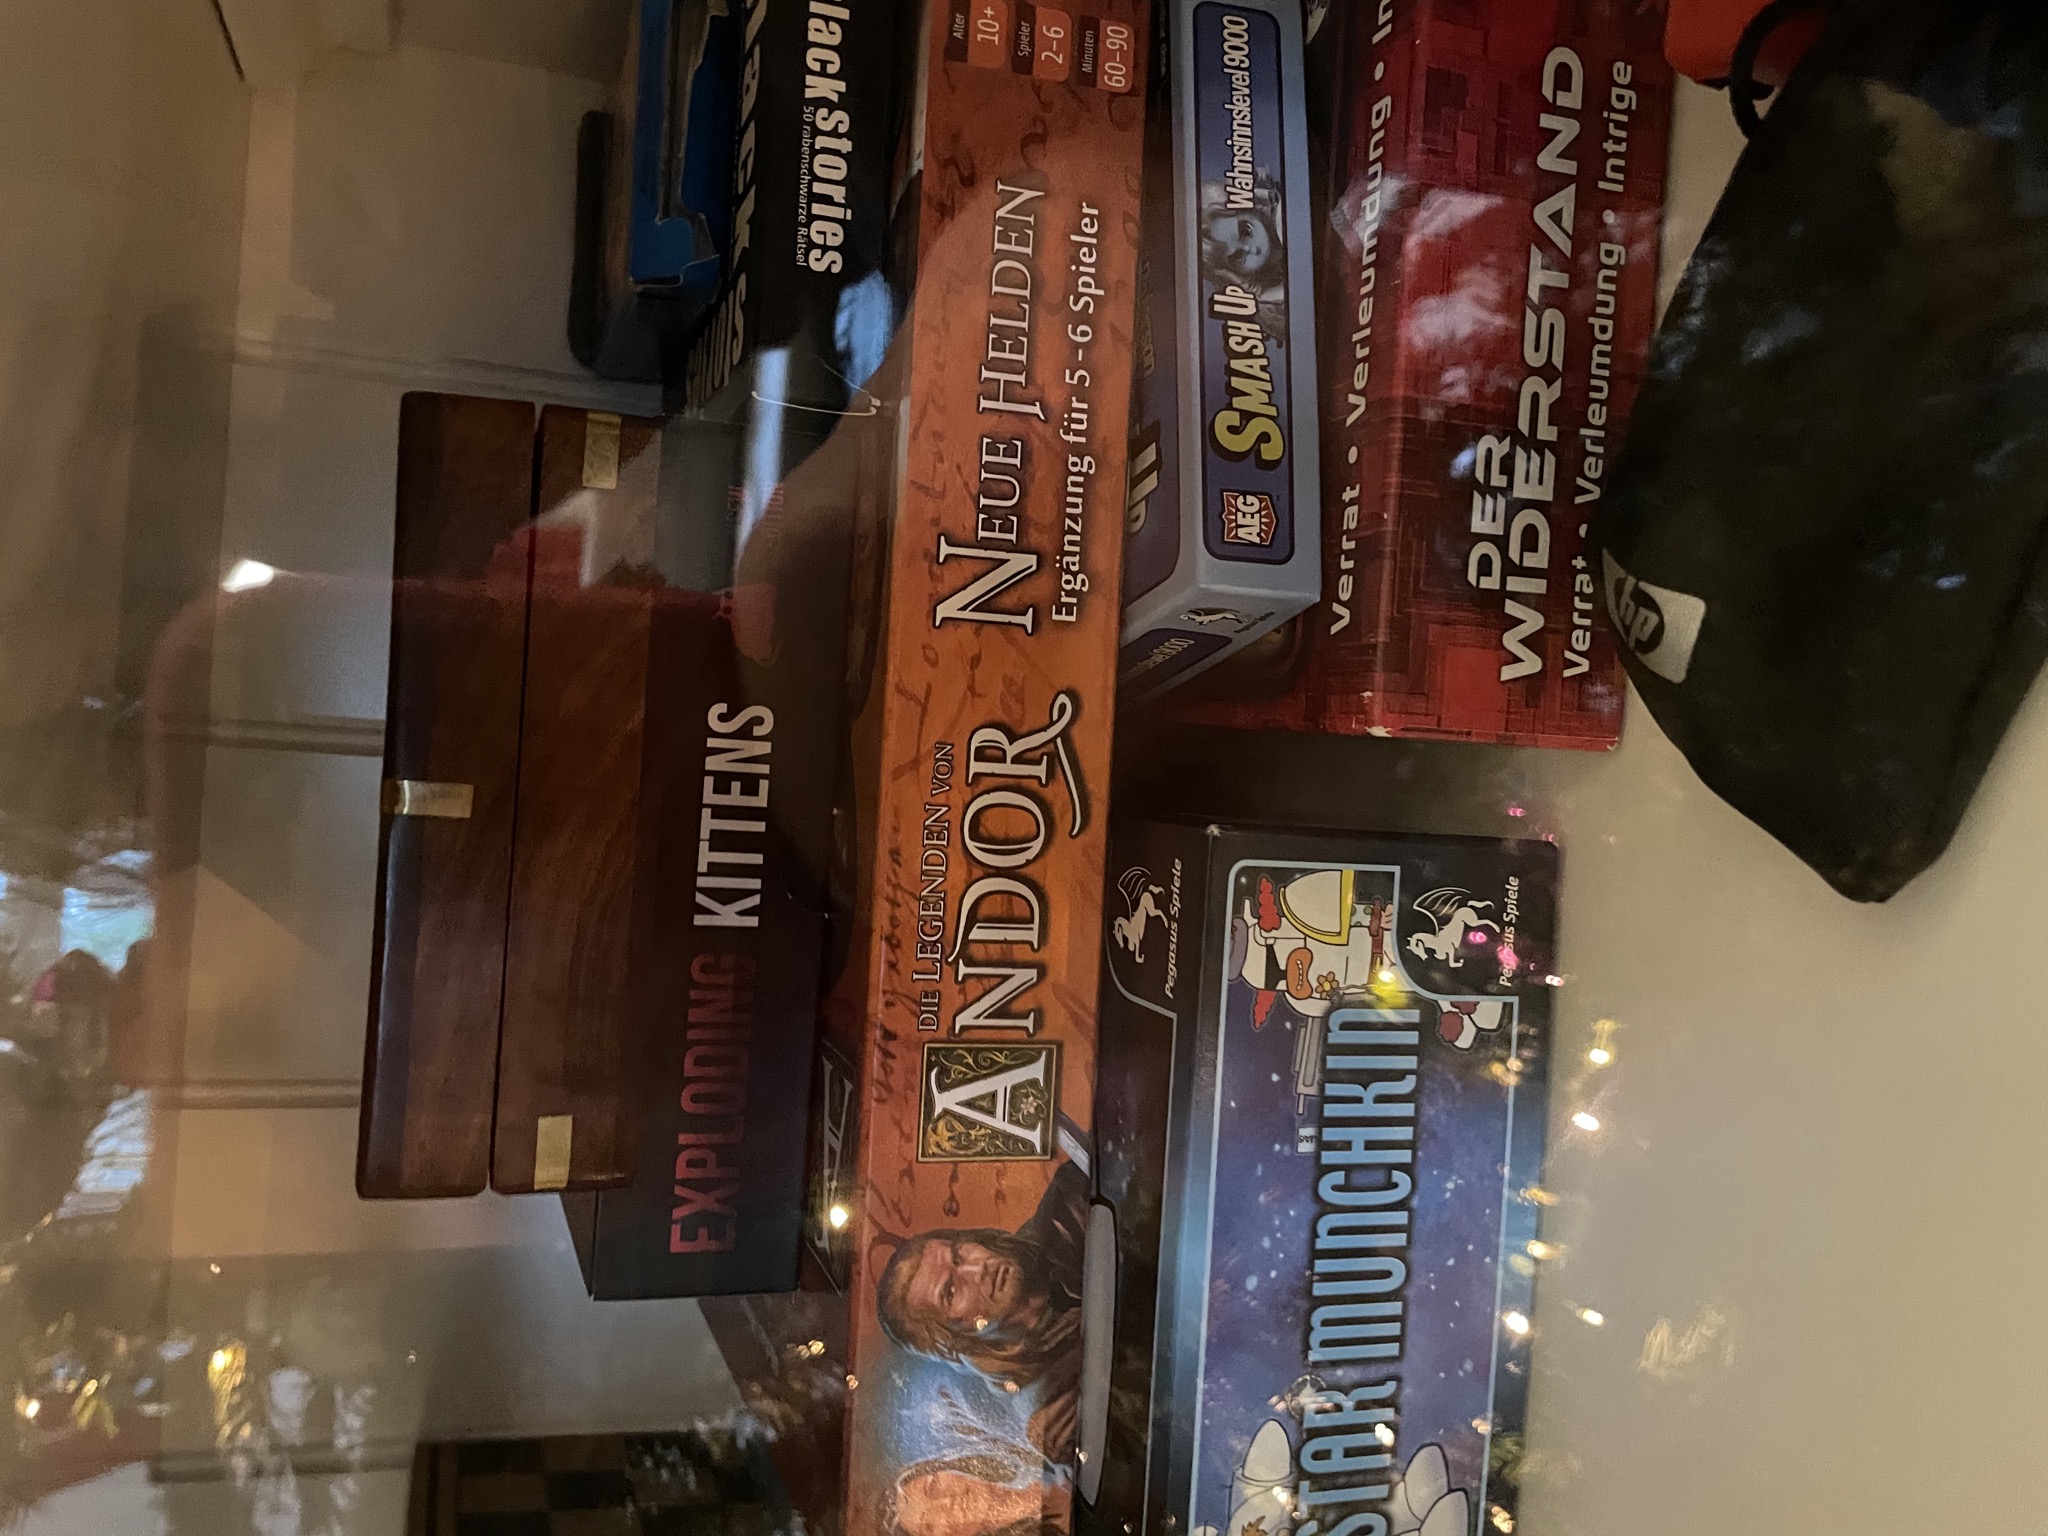 EXPLODING KITTENS
black stories
50 rabenschwarze Rätsel
DIE LEGENDEN VON
ANDOR
NEUE HELDEN
Ergänzung für 5-6 Spieler
Alter
10+
Spieler
2-6
Minuten
60-90
Pegasus Spiele
STAR MUNCHKIN
Pegasus Spiele
AEG
SMASH UP
Wahnsinnslevel 9000
Verrat • Verleumdung • In
DER
WIDERSTAND
Verrat • Verleumdung • Intrige